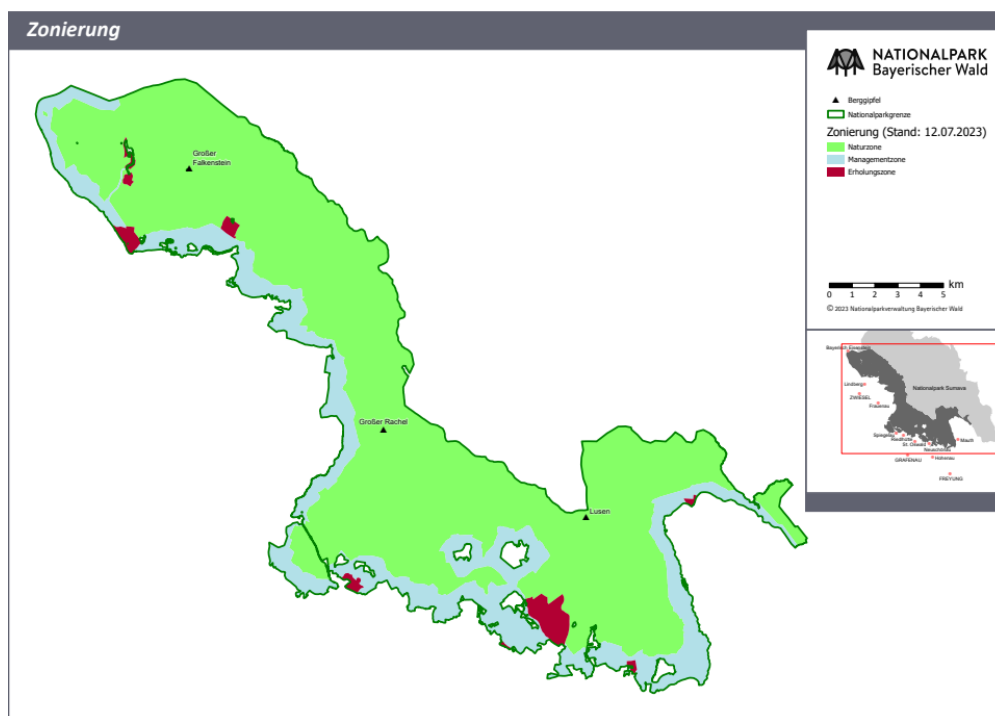 Zonierung
NATIONALPARK
Bayerischer Wald
Berggipfel
Nationalparkgrenze
Zonierung (Stand: 12.07.2023)
Naturzone
Managementzone
Erholungszone
km
0 1 2 3 4 5
© 2023 Nationalparkverwaltung Bayerischer Wald
Großer
Falkenstein
Großer Rachel
Lusen
Nationalpark Sumava
Lindberg
ZWIESEL
Frauenau
Spiegelau
Riedlhütte
St. Oswald
Neuschönau
Mauth
GRAFENAU
Hohenau
FREYUNG